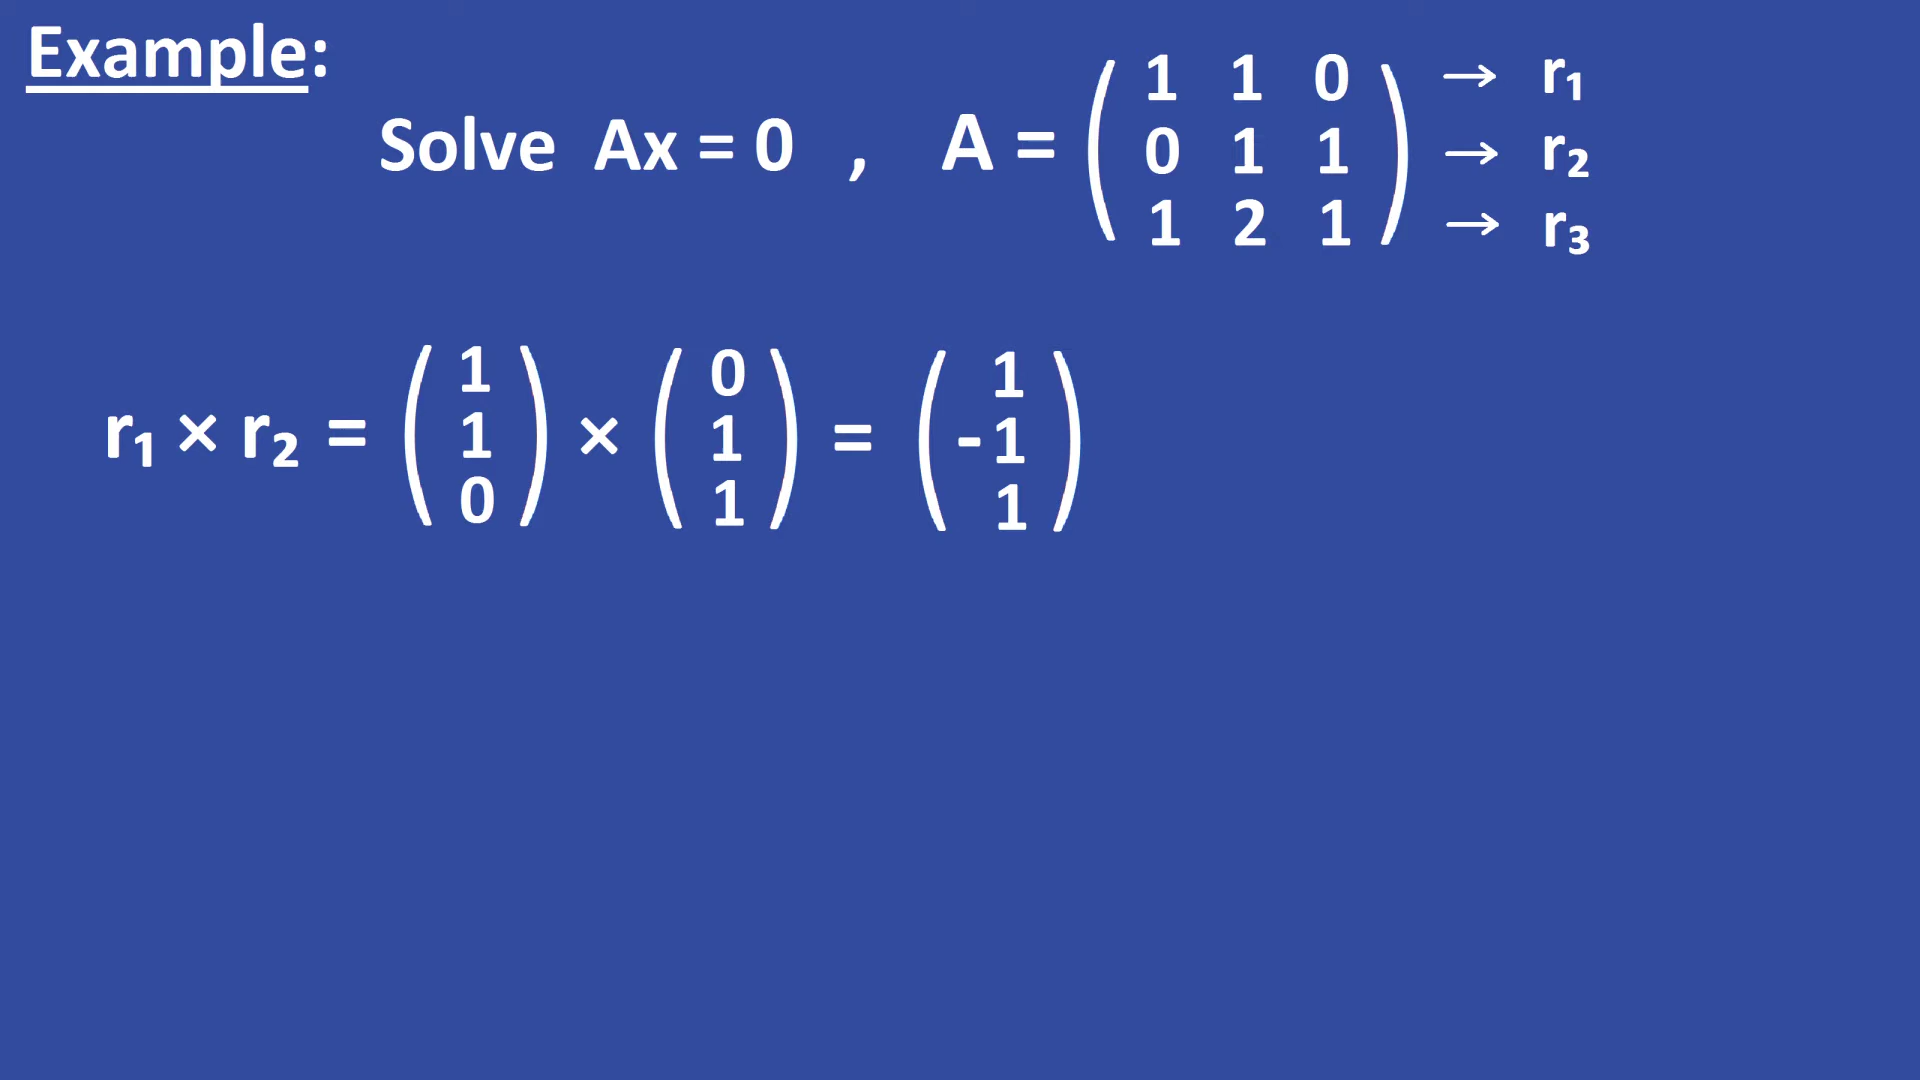 Example:
Solve Ax = 0 , A = ( 1 1 0 ) → r₁
0 1 1 → r₂
1 2 1 → r₃
r₁ × r₂ = ( 1 ) × ( 0 ) = ( 1 )
1 1 -1
0 1 1